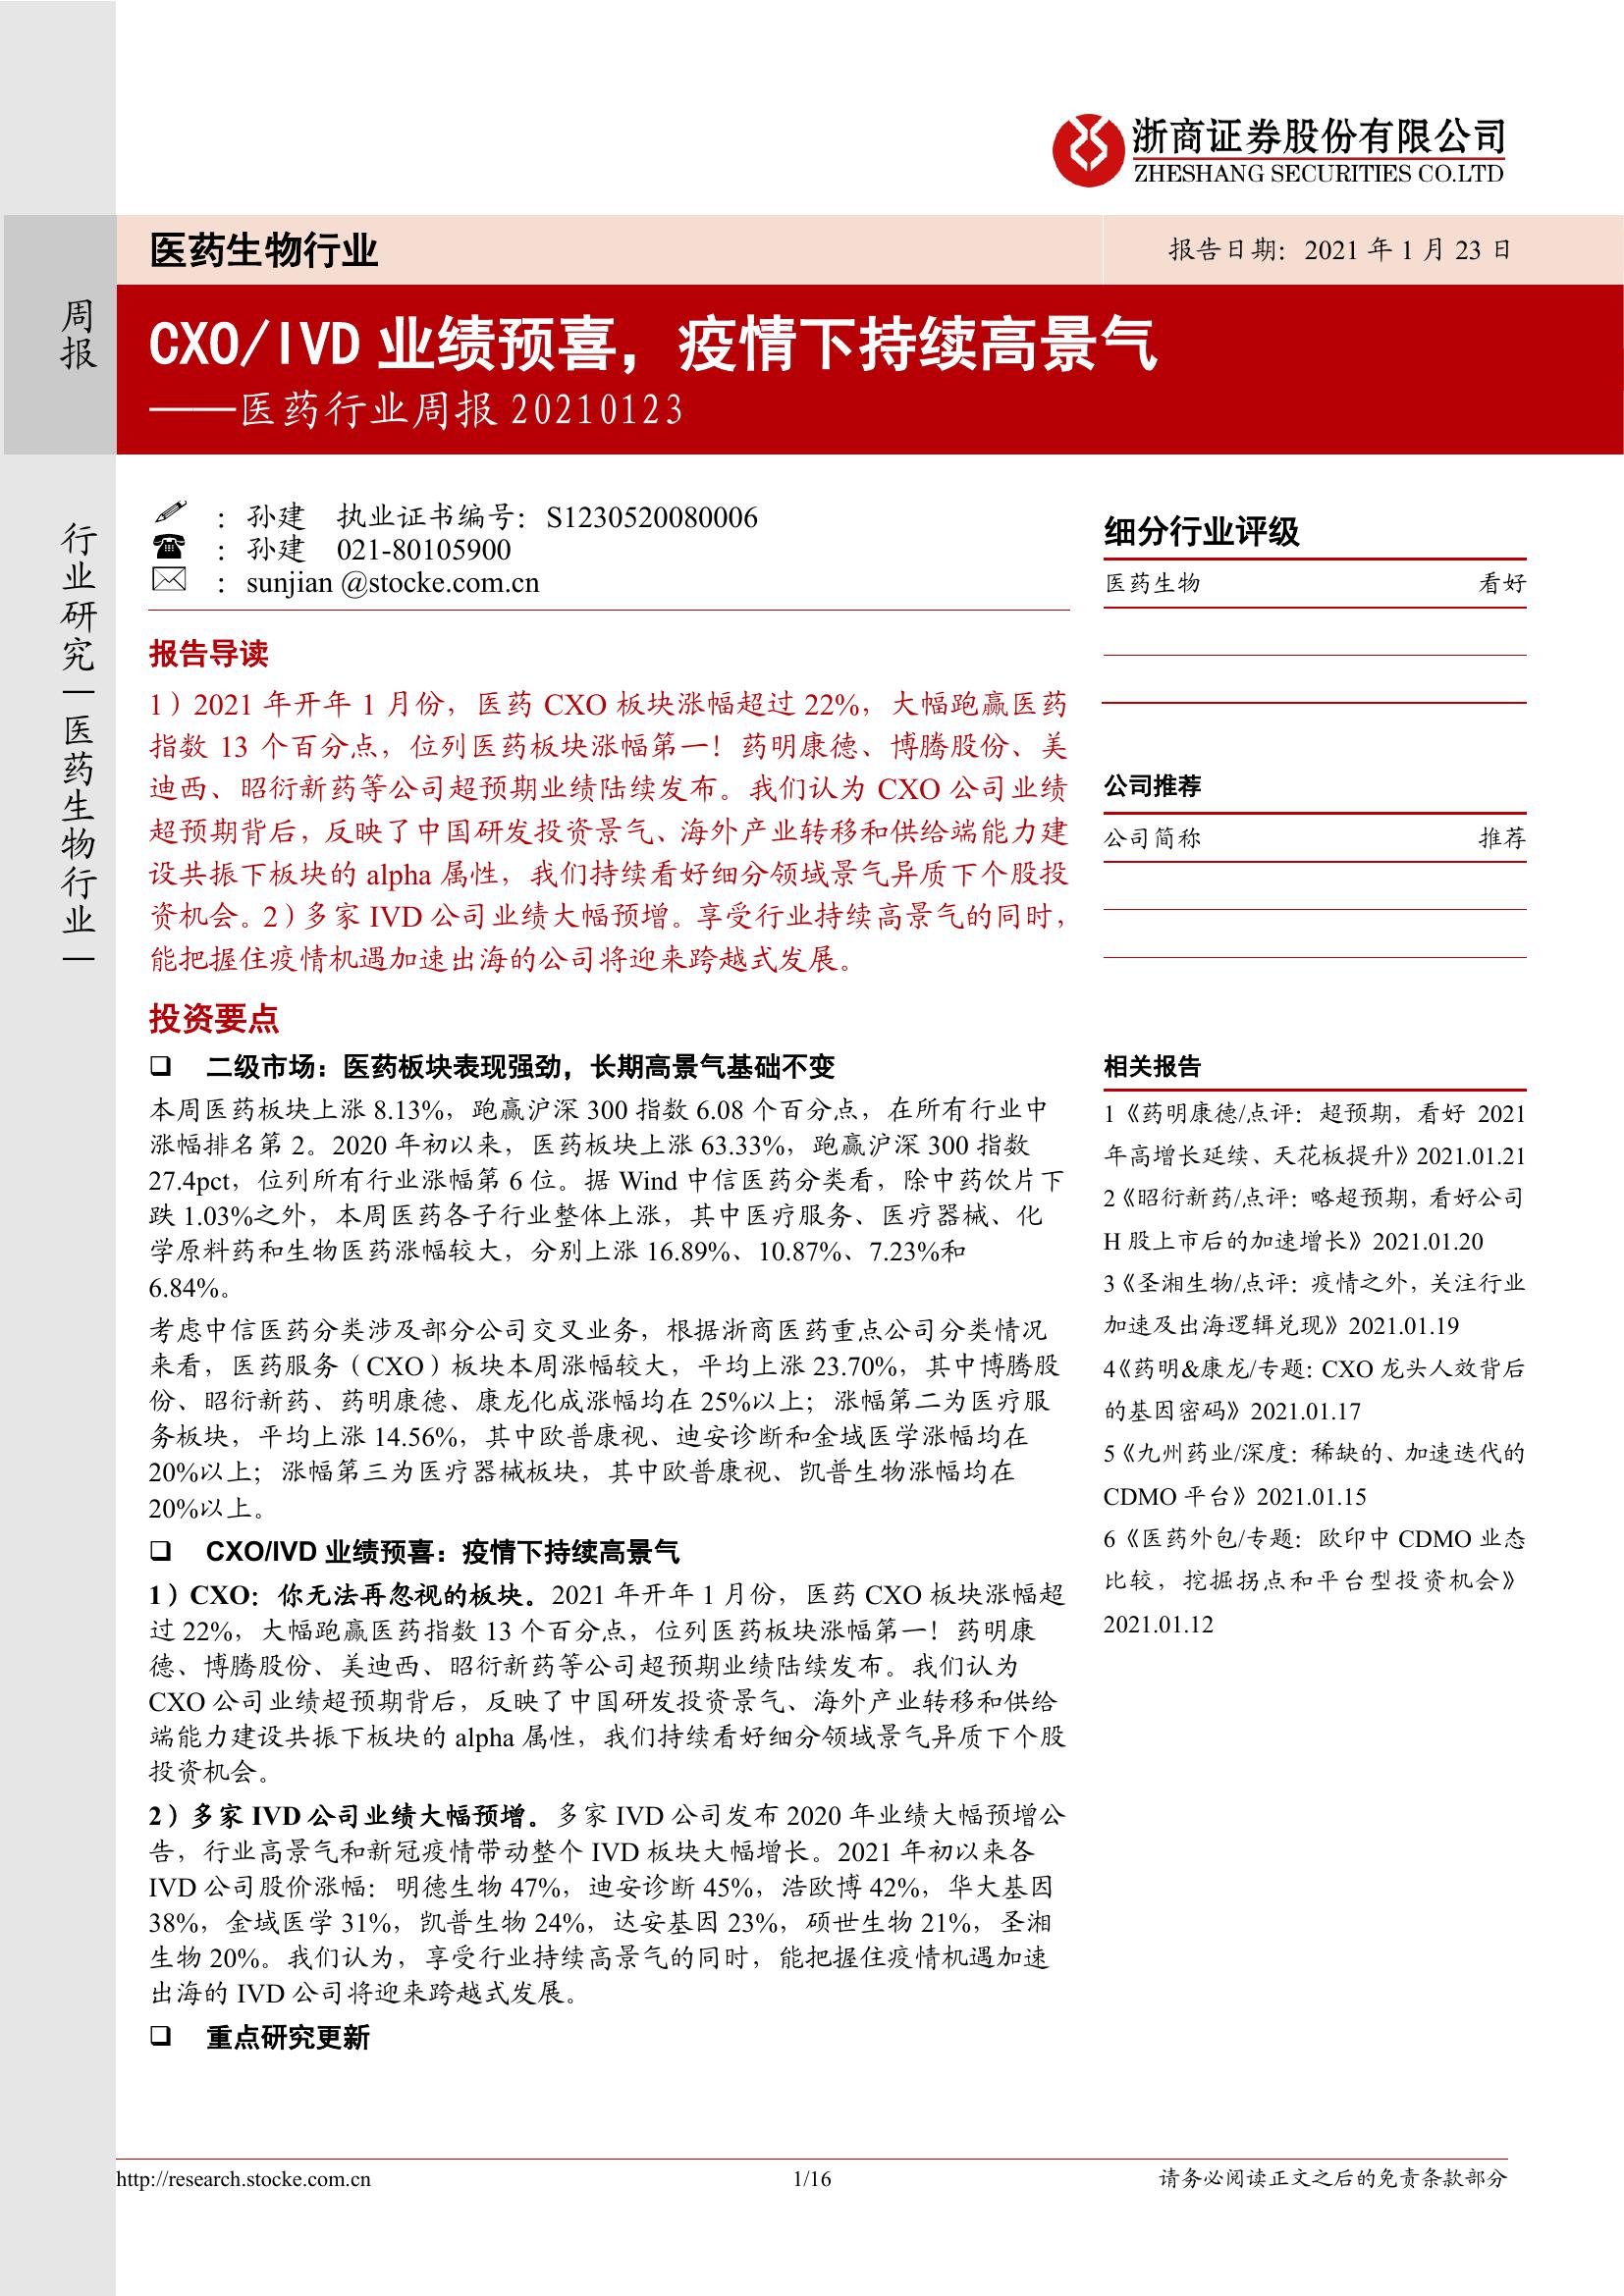 浙商证券股份有限公司
ZHESHANG SECURITIES CO.LTD
医药生物行业
报告日期：2021 年 1 月 23 日
周报
CXO/IVD 业绩预喜，疫情下持续高景气
——医药行业周报 20210123
行业研究｜医药生物行业｜
： 孙建 执业证书编号：S1230520080006
： 孙建 021-80105900
： sunjian @stocke.com.cn
报告导读
1）2021 年开年 1 月份，医药 CXO 板块涨幅超过 22%，大幅跑赢医药
指数 13 个百分点，位列医药板块涨幅第一！药明康德、博腾股份、美
迪西、昭衍新药等公司超预期业绩陆续发布。我们认为 CXO 公司业绩
超预期背后，反映了中国研发投资景气、海外产业转移和供给端能力建
设共振下板块的 alpha 属性，我们持续看好细分领域景气异质下个股投
资机会。2）多家 IVD 公司业绩大幅预增。享受行业持续高景气的同时，
能把握住疫情机遇加速出海的公司将迎来跨越式发展。
投资要点
❑ 二级市场：医药板块表现强劲，长期高景气基础不变
本周医药板块上涨 8.13%，跑赢沪深 300 指数 6.08 个百分点，在所有行业中
涨幅排名第 2。2020 年初以来，医药板块上涨 63.33%，跑赢沪深 300 指数
27.4pct，位列所有行业涨幅第 6 位。据 Wind 中信医药分类看，除中药饮片下
跌 1.03%之外，本周医药各子行业整体上涨，其中医疗服务、医疗器械、化
学原料药和生物医药涨幅较大，分别上涨 16.89%、10.87%、7.23%和
6.84%。
考虑中信医药分类涉及部分公司交叉业务，根据浙商医药重点公司分类情况
来看，医药服务（CXO）板块本周涨幅较大，平均上涨 23.70%，其中博腾股
份、昭衍新药、药明康德、康龙化成涨幅均在 25%以上；涨幅第二为医疗服
务板块，平均上涨 14.56%，其中欧普康视、迪安诊断和金域医学涨幅均在
20%以上；涨幅第三为医疗器械板块，其中欧普康视、凯普生物涨幅均在
20%以上。
❑ CXO/IVD 业绩预喜：疫情下持续高景气
1）CXO：你无法再忽视的板块。2021 年开年 1 月份，医药 CXO 板块涨幅超
过 22%，大幅跑赢医药指数 13 个百分点，位列医药板块涨幅第一！药明康
德、博腾股份、美迪西、昭衍新药等公司超预期业绩陆续发布。我们认为
CXO 公司业绩超预期背后，反映了中国研发投资景气、海外产业转移和供给
端能力建设共振下板块的 alpha 属性，我们持续看好细分领域景气异质下个股
投资机会。
2）多家 IVD 公司业绩大幅预增。多家 IVD 公司发布 2020 年业绩大幅预增公
告，行业高景气和新冠疫情带动整个 IVD 板块大幅增长。2021 年初以来各
IVD 公司股价涨幅：明德生物 47%，迪安诊断 45%，浩欧博 42%，华大基因
38%，金域医学 31%，凯普生物 24%，达安基因 23%，硕世生物 21%，圣湘
生物 20%。我们认为，享受行业持续高景气的同时，能把握住疫情机遇加速
出海的 IVD 公司将迎来跨越式发展。
❑ 重点研究更新
细分行业评级
医药生物 看好
公司推荐
公司简称 推荐
相关报告
1《药明康德/点评：超预期，看好 2021
年高增长延续、天花板提升》2021.01.21
2《昭衍新药/点评：略超预期，看好公司
H 股上市后的加速增长》2021.01.20
3《圣湘生物/点评：疫情之外，关注行业
加速及出海逻辑兑现》2021.01.19
4《药明&康龙/专题：CXO 龙头人效背后
的基因密码》2021.01.17
5《九州药业/深度：稀缺的、加速迭代的
CDMO 平台》2021.01.15
6《医药外包/专题：欧印中 CDMO 业态
比较，挖掘拐点和平台型投资机会》
2021.01.12
http://research.stocke.com.cn 1/16 请务必阅读正文之后的免责条款部分